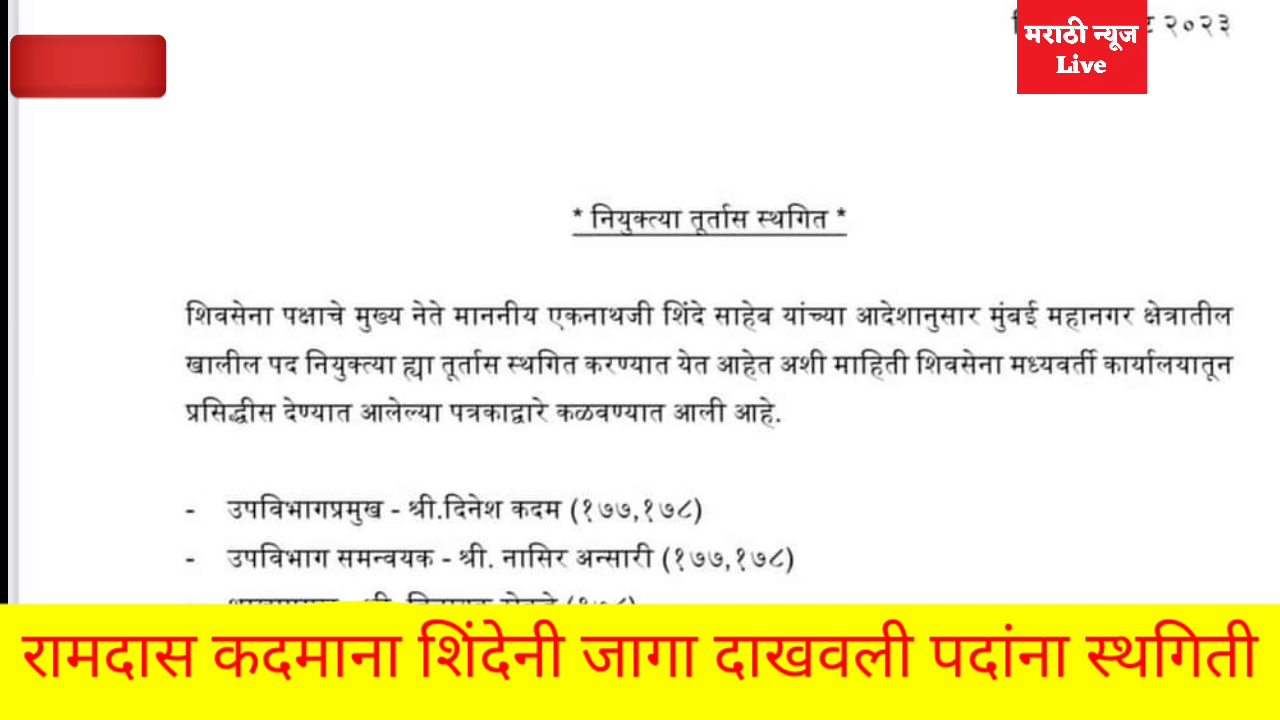 २०२३
मराठी न्यूज
Live
* नियुक्त्या तूर्तास स्थगित *
शिवसेना पक्षाचे मुख्य नेते माननीय एकनाथजी शिंदे साहेब यांच्या आदेशानुसार मुंबई महानगर क्षेत्रातील
खालील पद नियुक्त्या ह्या तूर्तास स्थगित करण्यात येत आहेत अशी माहिती शिवसेना मध्यवर्ती कार्यालयातून
प्रसिद्धीस देण्यात आलेल्या पत्रकाद्वारे कळवण्यात आली आहे.
- उपविभागप्रमुख - श्री.दिनेश कदम (१७७,१७८)
- उपविभाग समन्वयक - श्री. नासिर अन्सारी (१७७,१७८)
रामदास कदमाना शिंदेनी जागा दाखवली पदांना स्थगिती